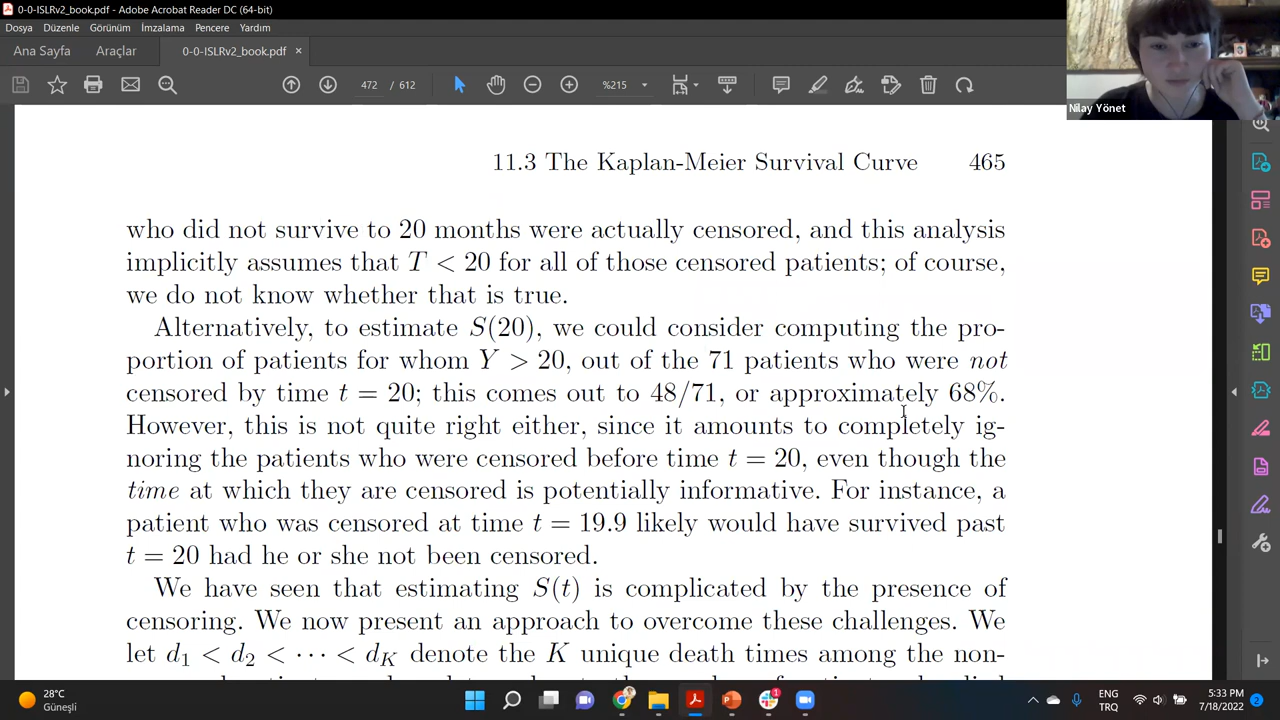 0-0-ISLRv2_book.pdf - Adobe Acrobat Reader DC (64-bit)
Dosya Düzenle Görünüm İmzalama Pencere Yardım
Ana Sayfa Araçlar 0-0-ISLRv2_book.pdf ×
472 / 612 %215
Nilay Yönet
11.3 The Kaplan-Meier Survival Curve 465
who did not survive to 20 months were actually censored, and this analysis
implicitly assumes that T < 20 for all of those censored patients; of course,
we do not know whether that is true.
Alternatively, to estimate S(20), we could consider computing the pro-
portion of patients for whom Y > 20, out of the 71 patients who were not
censored by time t = 20; this comes out to 48/71, or approximately 68%.
However, this is not quite right either, since it amounts to completely ig-
noring the patients who were censored before time t = 20, even though the
time at which they are censored is potentially informative. For instance, a
patient who was censored at time t = 19.9 likely would have survived past
t = 20 had he or she not been censored.
We have seen that estimating S(t) is complicated by the presence of
censoring. We now present an approach to overcome these challenges. We
let d1 < d2 < ⋯ < dK denote the K unique death times among the non-
28°C
Güneşli
ENG
TRQ
5:33 PM
7/18/2022
2
1